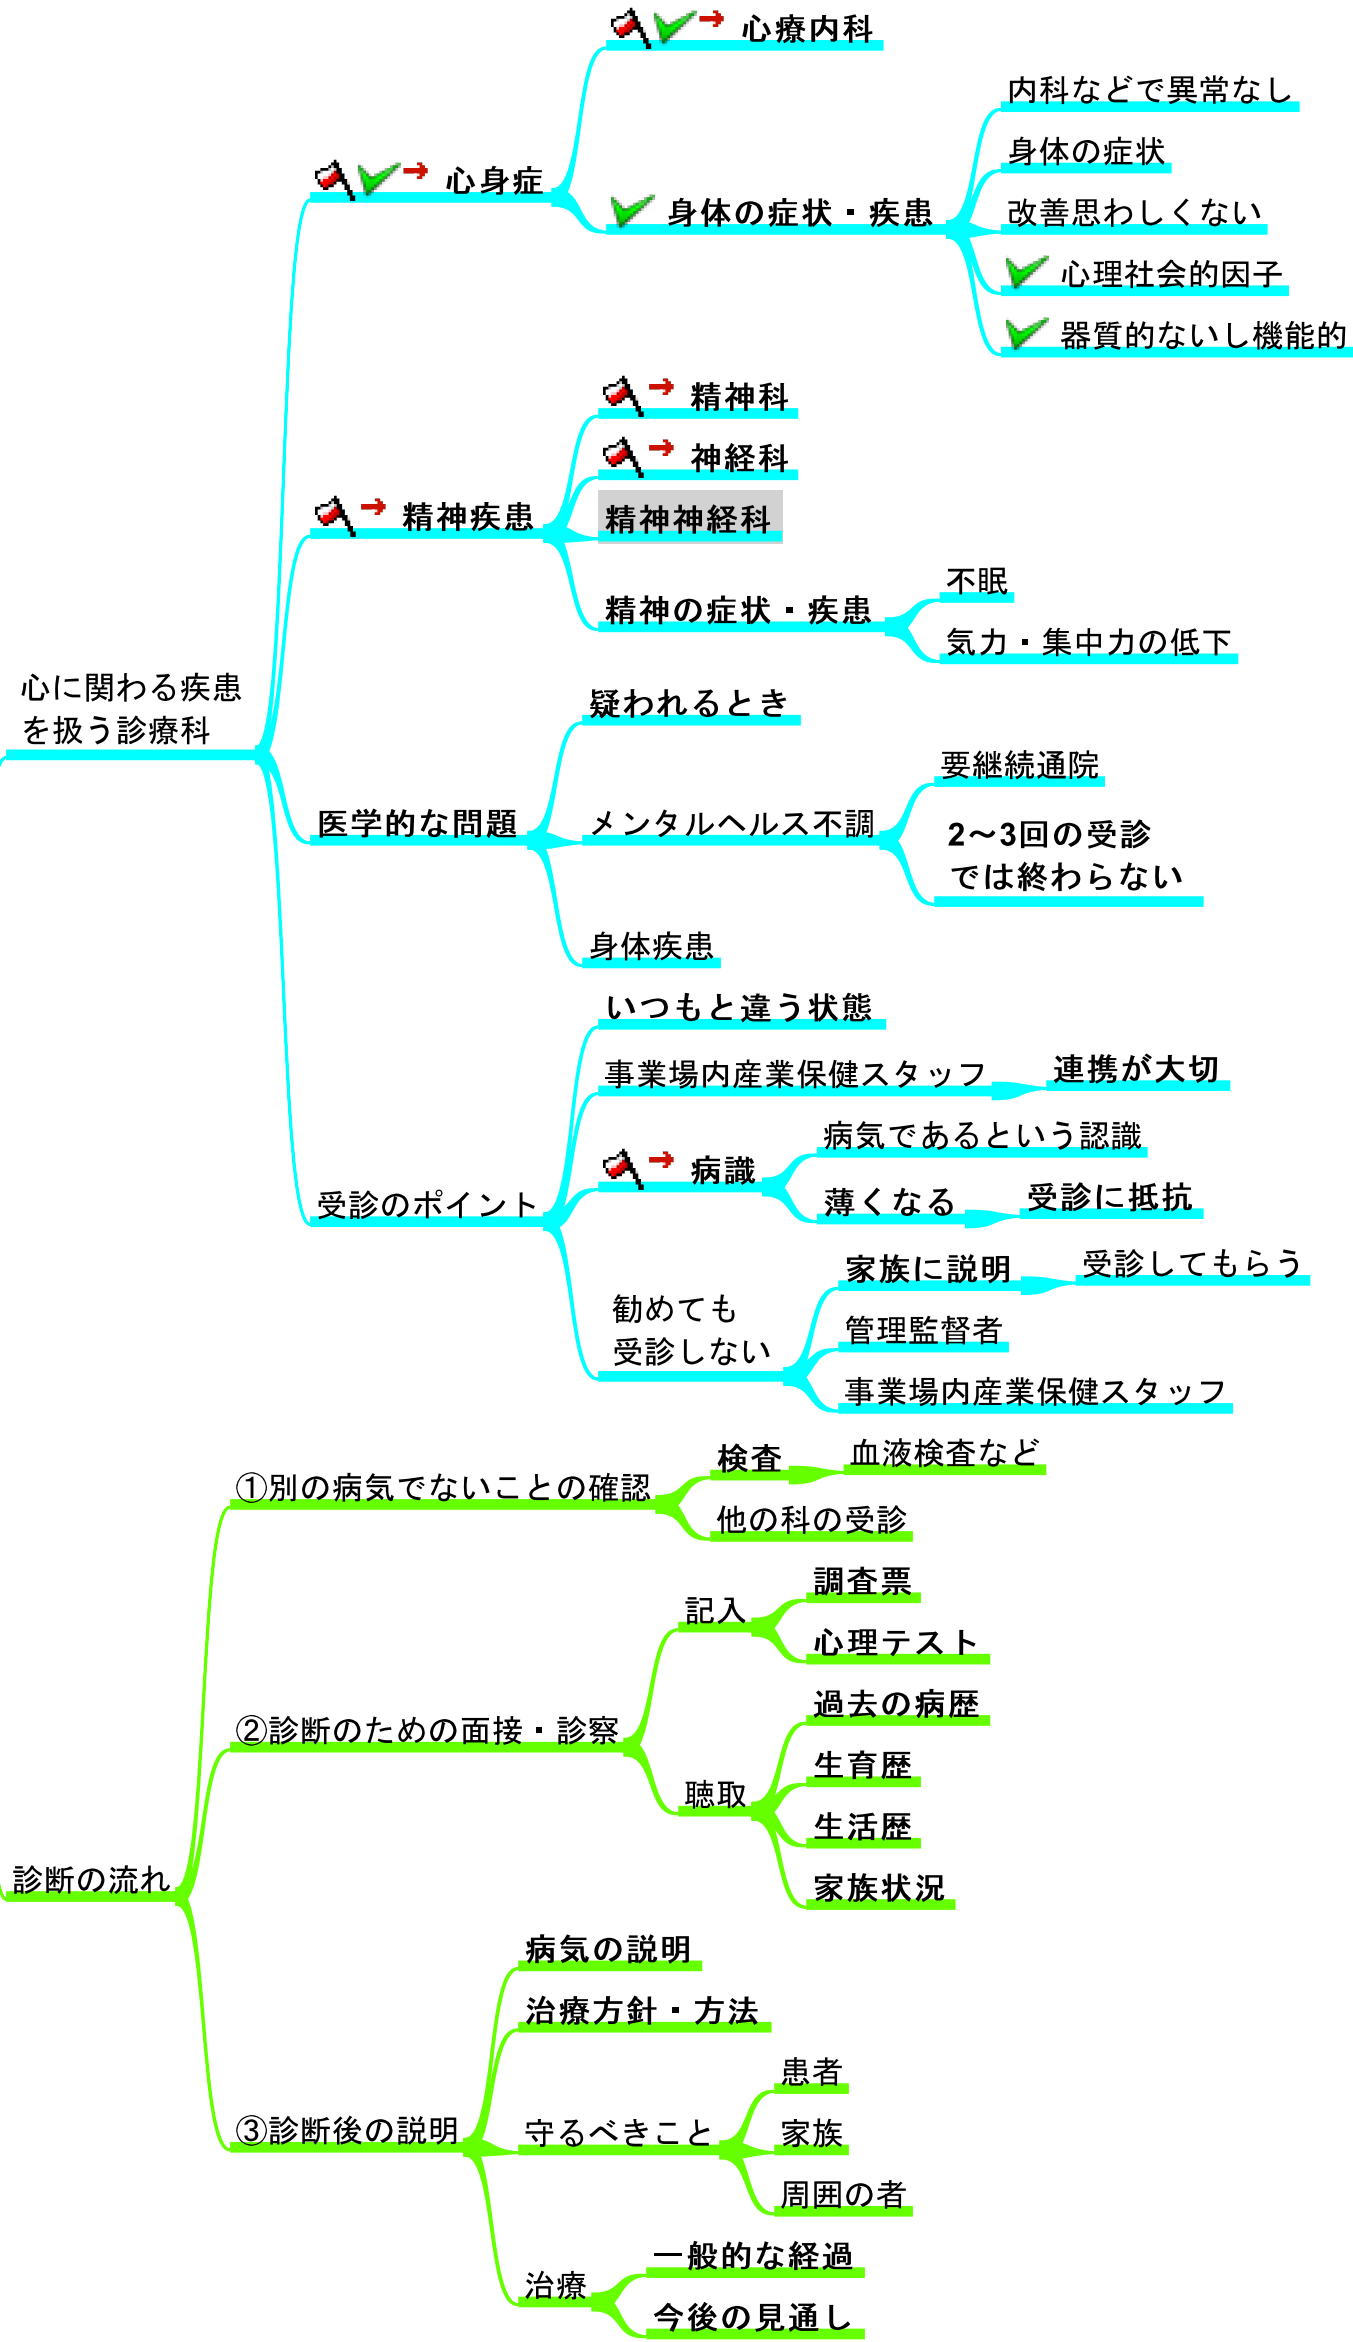 心に関わる疾患
を扱う診療科
心身症
心療内科
身体の症状・疾患
内科などで異常なし
身体の症状
改善思わしくない
心理社会的因子
器質的ないし機能的
精神疾患
精神科
神経科
精神神経科
精神の症状・疾患
不眠
気力・集中力の低下
医学的な問題
疑われるとき
メンタルヘルス不調
要継続通院
2～3回の受診
では終わらない
身体疾患
受診のポイント
いつもと違う状態
事業場内産業保健スタッフ
連携が大切
病識
病気であるという認識
薄くなる
受診に抵抗
勧めても
受診しない
家族に説明
受診してもらう
管理監督者
事業場内産業保健スタッフ
診断の流れ
①別の病気でないことの確認
検査
血液検査など
他の科の受診
②診断のための面接・診察
記入
調査票
心理テスト
聴取
過去の病歴
生育歴
生活歴
家族状況
③診断後の説明
病気の説明
治療方針・方法
守るべきこと
患者
家族
周囲の者
治療
一般的な経過
今後の見通し